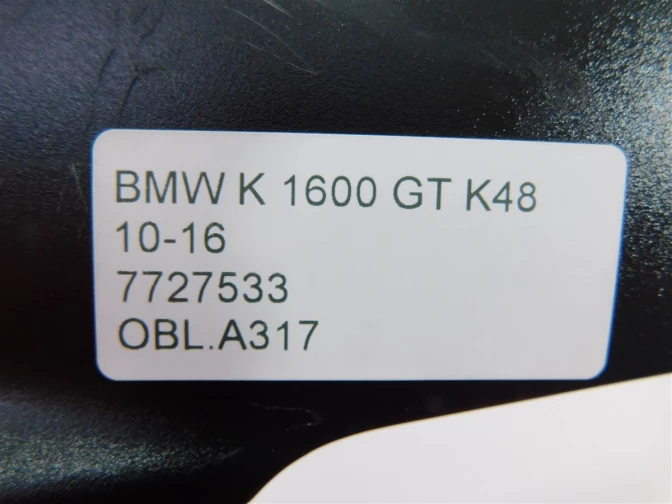 BMW K 1600 GT K48
10-16
7727533
OBL.A317